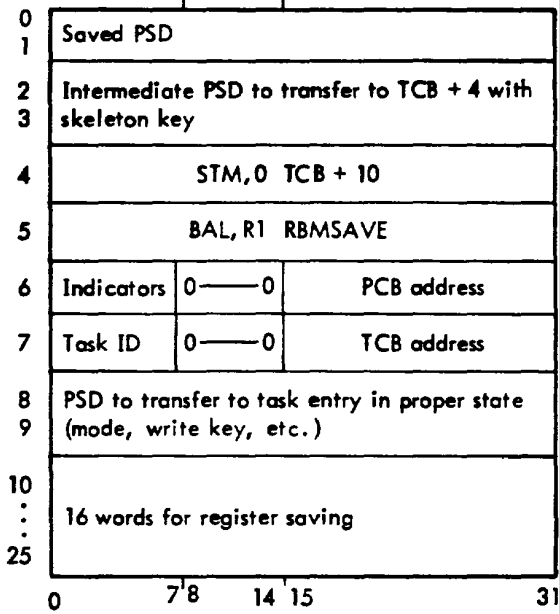 0
1
Saved PSD
2
3
Intermediate PSD to transfer to TCB + 4 with
skeleton key
4
STM,0 TCB + 10
5
BAL,R1 RBMSAVE
6
Indicators
0——0
PCB address
7
Task ID
0——0
TCB address
8
9
PSD to transfer to task entry in proper state
(mode, write key, etc.)
10
.
.
.
25
16 words for register saving
0 7 8 14 15 31